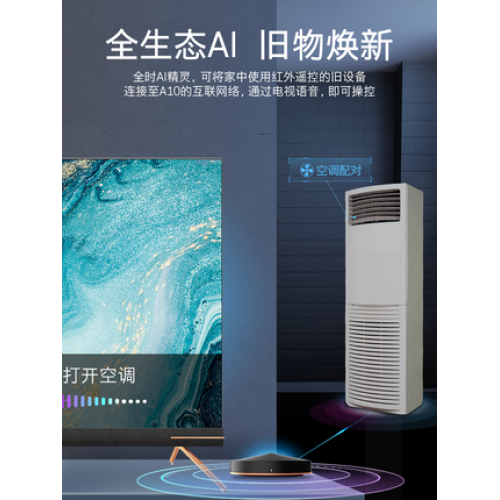 全生态AI 旧物焕新
全时AI精灵，可将家中使用红外遥控的旧设备
连接至A10的互联网络，通过电视语音，即可操控
空调配对
打开空调